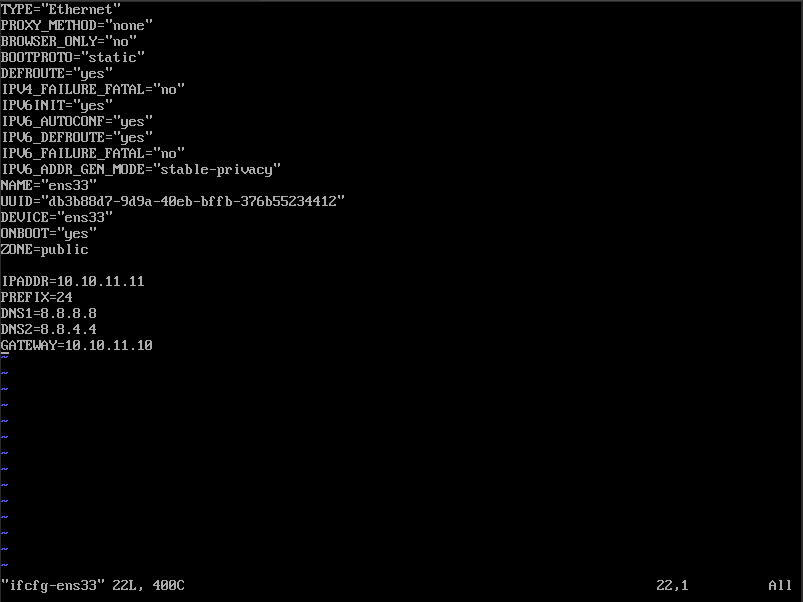 TYPE="Ethernet"
PROXY_METHOD="none"
BROWSER_ONLY="no"
BOOTPROTO="static"
DEFROUTE="yes"
IPV4_FAILURE_FATAL="no"
IPV6INIT="yes"
IPV6_AUTOCONF="yes"
IPV6_DEFROUTE="yes"
IPV6_FAILURE_FATAL="no"
IPV6_ADDR_GEN_MODE="stable-privacy"
NAME="ens33"
UUID="db3b88d7-9d9a-40eb-bffb-376b55234412"
DEVICE="ens33"
ONBOOT="yes"
ZONE=public

IPADDR=10.10.11.11
PREFIX=24
DNS1=8.8.8.8
DNS2=8.8.4.4
GATEWAY=10.10.11.10
~
~
~
~
~
~
~
~
~
~
~
~
~
~
"ifcfg-ens33" 22L, 400C 22,1 All